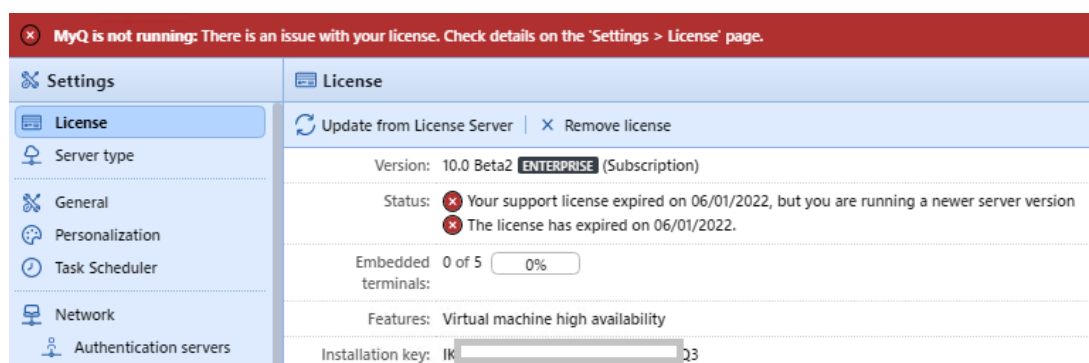 MyQ is not running: There is an issue with your license. Check details on the 'Settings > License' page.
Settings
License
Server type
General
Personalization
Task Scheduler
Network
Authentication servers
License
Update from License Server
Remove license
Version: 10.0 Beta2 ENTERPRISE (Subscription)
Status: Your support license expired on 06/01/2022, but you are running a newer server version
The license has expired on 06/01/2022.
Embedded terminals: 0 of 5 0%
Features: Virtual machine high availability
Installation key: IK Q3